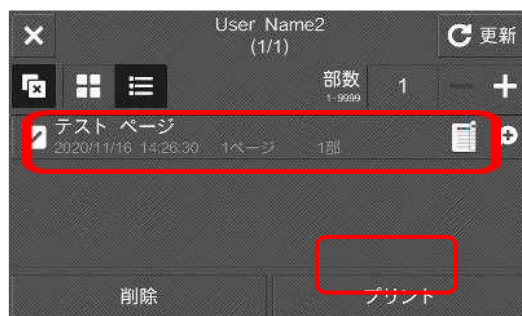 User Name2
(1/1)
更新
部数
1-9999
1
テスト ページ
2020/11/16 14:26:30 1ページ 1部
削除
プリント